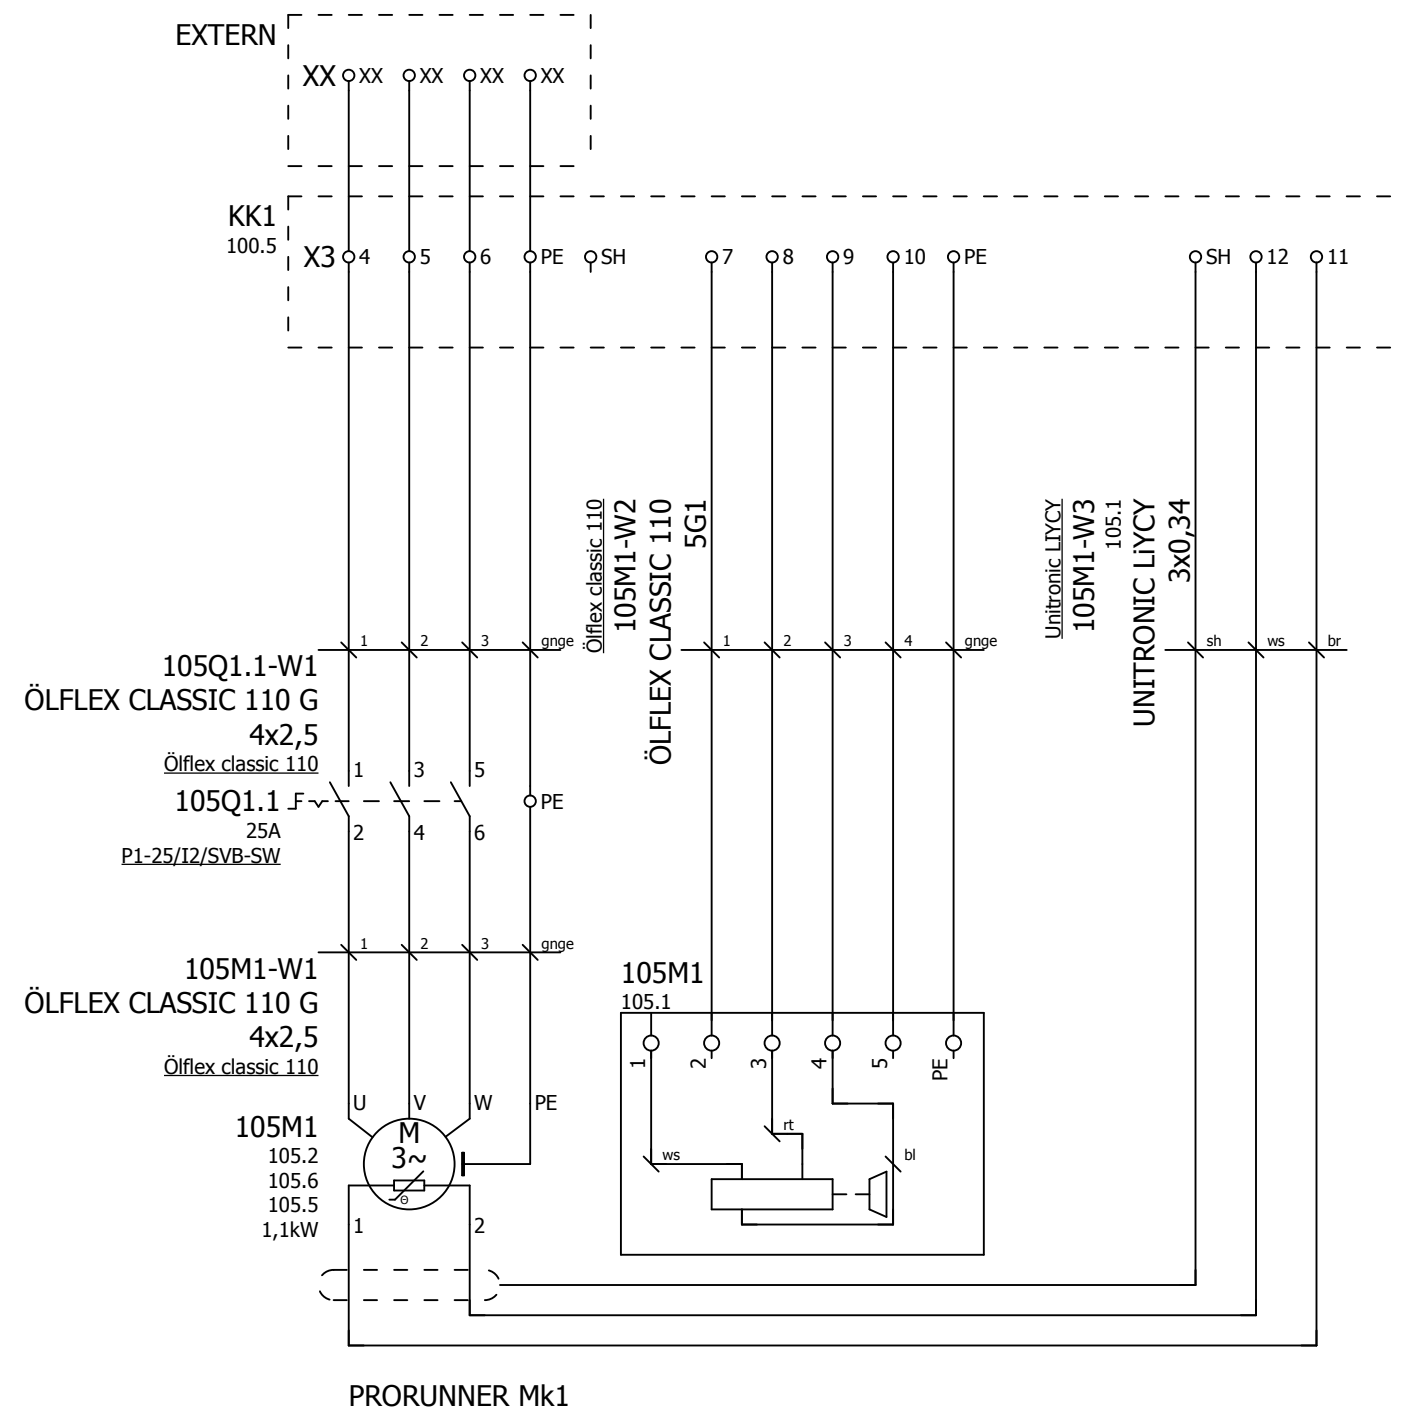 EXTERN
XX XX XX XX XX
KK1
100.5
X3 4 5 6 PE SH 7 8 9 10 PE SH 12 11
Ölflex classic 110
105M1-W2
ÖLFLEX CLASSIC 110
5G1
Unitronic LIYCY
105M1-W3
105.1
UNITRONIC LiYCY
3x0,34
1 2 3 gnge 1 2 3 4 gnge sh ws br
105Q1.1-W1
ÖLFLEX CLASSIC 110 G
4x2,5
Ölflex classic 110
1 3 5
105Q1.1 PE
25A
2 4 6
P1-25/I2/SVB-SW
1 2 3 gnge
105M1-W1
ÖLFLEX CLASSIC 110 G
4x2,5
Ölflex classic 110
105M1
105.1
1 2 3 4 5 PE
rt
ws bl
U V W PE
105M1
M
3~
Θ
105.2
105.6
105.5
1,1kW
1 2
PRORUNNER Mk1